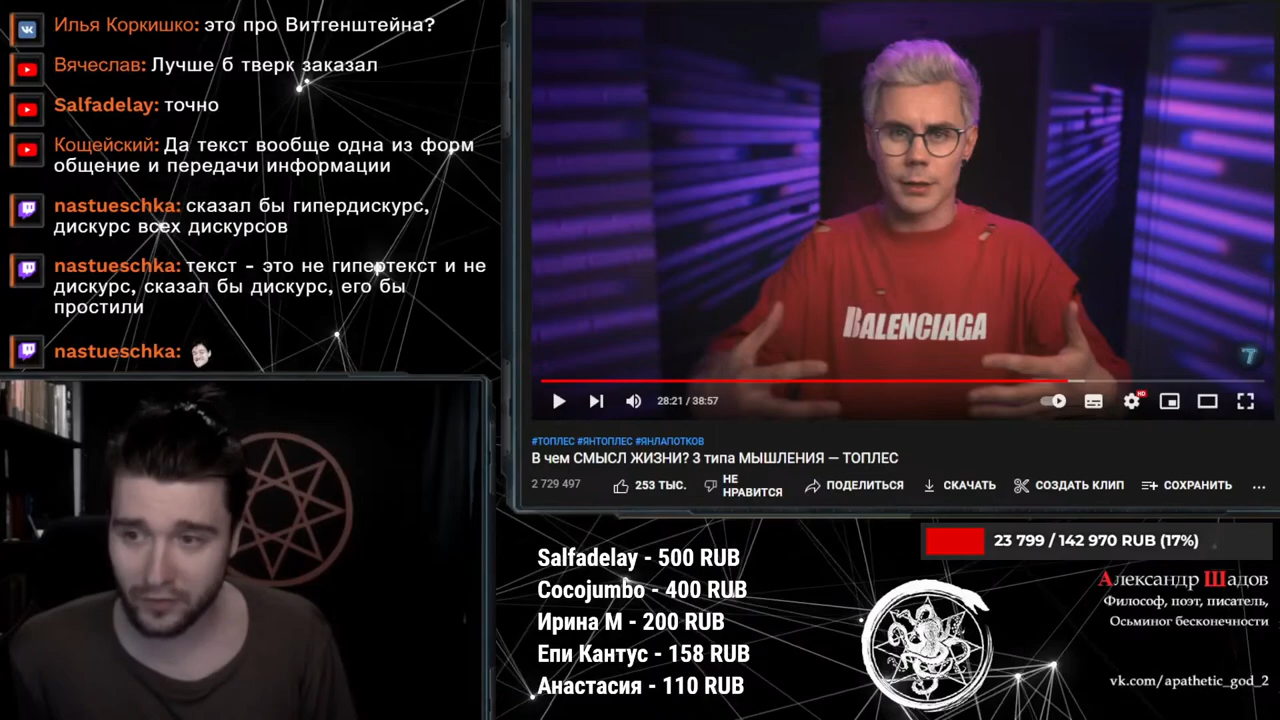 Илья Коркишко: это про Витгенштейна?
Вячеслав: Лучше б тверк заказал
Salfadelay: точно
Кощейский: Да текст вообще одна из форм
общение и передачи информации
nastueschka: сказал бы гипердискурс,
дискурс всех дискурсов
nastueschka: текст - это не гипертекст и не
дискурс, сказал бы дискурс, его бы
простили
nastueschka:
BALENCIAGA
28:21 / 38:57
HD
#ТОПЛЕС #ЯНТОПЛЕС #ЯНЛАПОТКОВ
В чем СМЫСЛ ЖИЗНИ? 3 типа МЫШЛЕНИЯ — ТОПЛЕС
2 729 497
253 ТЫС.
НЕ
НРАВИТСЯ
ПОДЕЛИТЬСЯ
СКАЧАТЬ
СОЗДАТЬ КЛИП
СОХРАНИТЬ
...
23 799 / 142 970 RUB (17%)
Salfadelay - 500 RUB
Cocojumbo - 400 RUB
Ирина М - 200 RUB
Епи Кантус - 158 RUB
Анастасия - 110 RUB
Александр Шадов
Философ, поэт, писатель,
Осьминог бесконечности
vk.com/apathetic_god_2